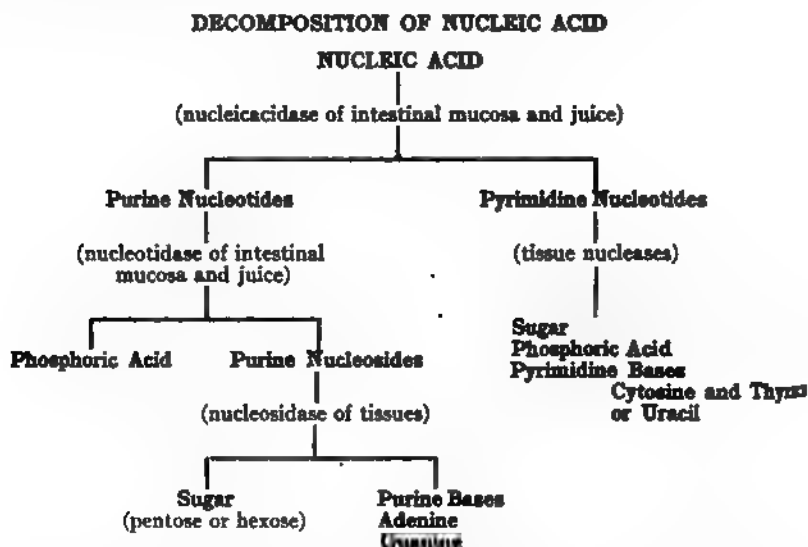 DECOMPOSITION OF NUCLEIC ACID
NUCLEIC ACID
(nucleicacidase of intestinal mucosa and juice)
Purine Nucleotides
Pyrimidine Nucleotides
(nucleotidase of intestinal
mucosa and juice)
(tissue nucleases)
Phosphoric Acid
Purine Nucleosides
Sugar
Phosphoric Acid
Pyrimidine Bases
Cytosine and
or Uracil
(nucleosidase of tissues)
Sugar
(pentose or hexose)
Purine Bases
Adenine